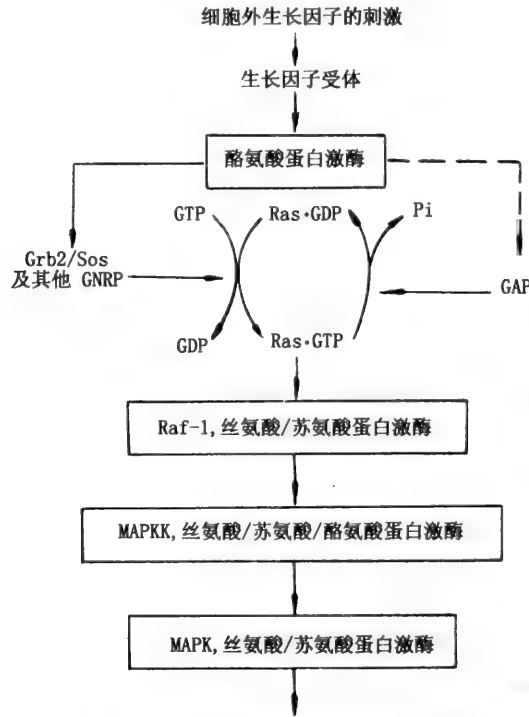 细胞外生长因子的刺激
生长因子受体
酪氨酸蛋白激酶
GTP Ras·GDP Pi
Grb2/Sos
及其他 GNRP
GAP
GDP Ras·GTP
Raf-1,丝氨酸/苏氨酸蛋白激酶
MAPKK,丝氨酸/苏氨酸/酪氨酸蛋白激酶
MAPK,丝氨酸/苏氨酸蛋白激酶